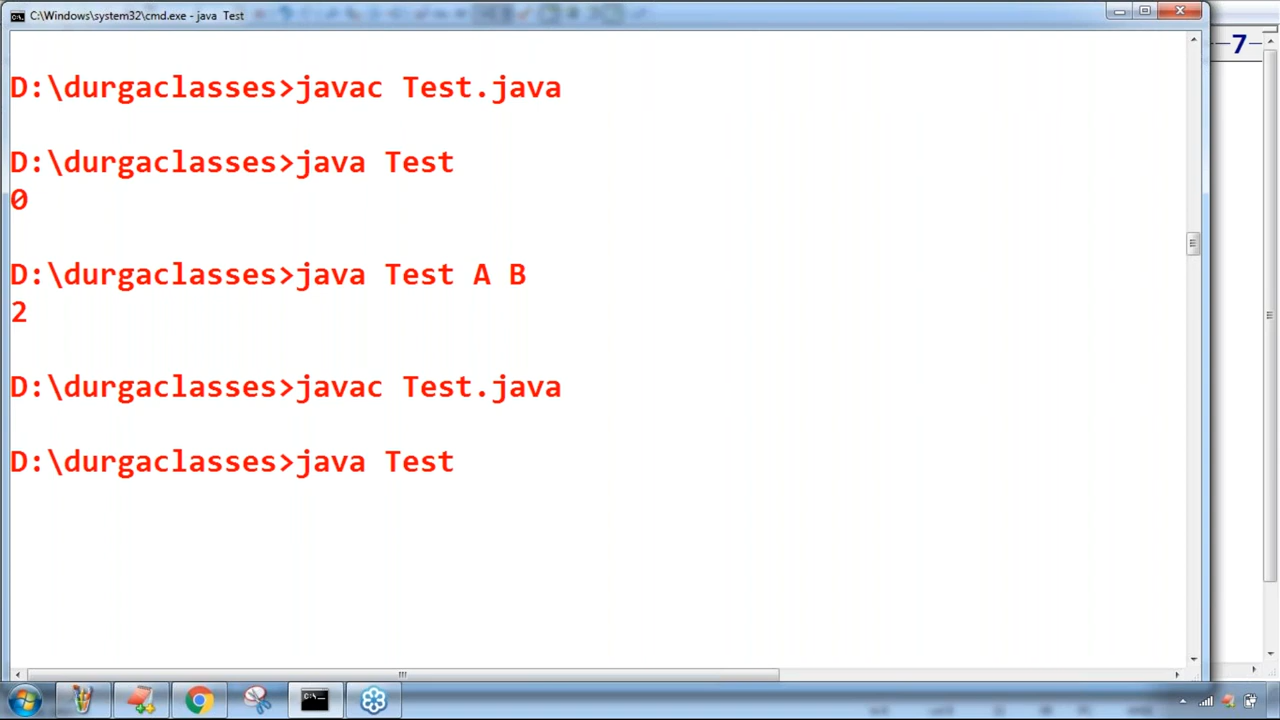 C:\Windows\system32\cmd.exe - java Test
7
D:\durgaclasses>javac Test.java
D:\durgaclasses>java Test
0
D:\durgaclasses>java Test A B
2
D:\durgaclasses>javac Test.java
D:\durgaclasses>java Test